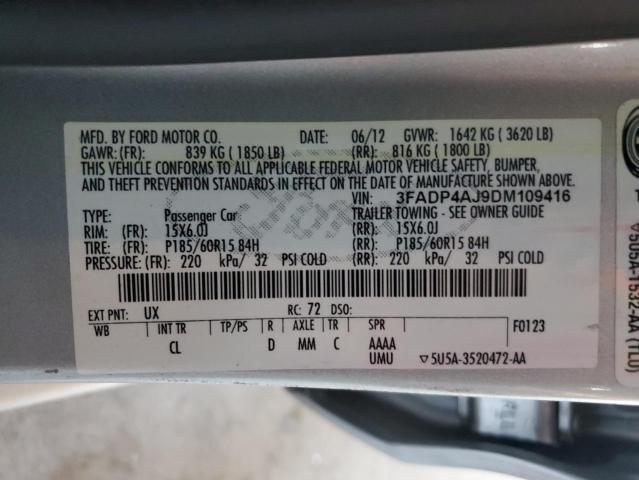 MFD. BY FORD MOTOR CO. DATE: 06/12 GVWR: 1642 KG ( 3620 LB)
GAWR: (FR): 839 KG ( 1850 LB) (RR): 816 KG ( 1800 LB)
THIS VEHICLE CONFORMS TO ALL APPLICABLE FEDERAL MOTOR VEHICLE SAFETY, BUMPER,
AND THEFT PREVENTION STANDARDS IN EFFECT ON THE DATE OF MANUFACTURE SHOWN ABOVE.
VIN: 3FADP4AJ9DM109416
TYPE: Passenger Car TRAILER TOWING - SEE OWNER GUIDE
RIM: (FR) 15X6.0J (RR): 15X6.0J
TIRE: (FR) P185/60R15 84H (RR): P185/60R15 84H
PRESSURE: (FR) 220 kPa/ 32 PSI COLD (RR): 220 kPa/ 32 PSI COLD
EXT PNT: UX RC: 72 DSO:
WB INT TR TP/PS R AXLE TR SPR F0123
CL D MM C AAAA
UMU ▽5U5A-3520472-AA
5U5A-1532-AA (TLU)
Ford